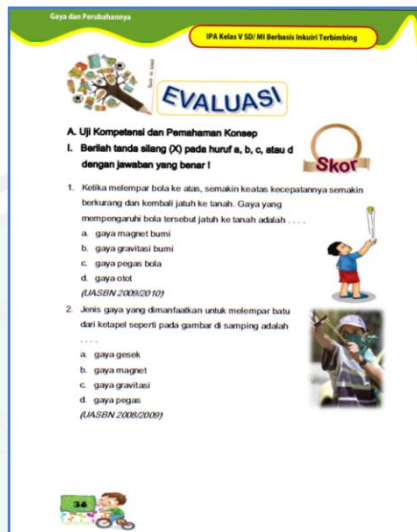 Gaya dan Perubahannya
IPA Kelas V SD/ MI Berbasis Inkuiri Terbimbing
EVALUASI
A. Uji Kompetensi dan Pemahaman Konsep
I. Berilah tanda silang (X) pada huruf a, b, c, atau d
dengan jawaban yang benar !
Skor
1. Ketika melempar bola ke atas, semakin keatas kecepatannya semakin
berkurang dan kembali jatuh ke tanah. Gaya yang
mempengaruhi bola tersebut jatuh ke tanah adalah . . . .
a. gaya magnet bumi
b. gaya gravitasi bumi
c. gaya pegas bola
d. gaya otot
(UASBN 2009/2010)
2. Jenis gaya yang dimanfaatkan untuk melempar batu
dari ketapel seperti pada gambar di samping adalah
. . . .
a. gaya gesek
b. gaya magnet
c. gaya gravitasi
d. gaya pegas
(UASBN 2008/2009)
36